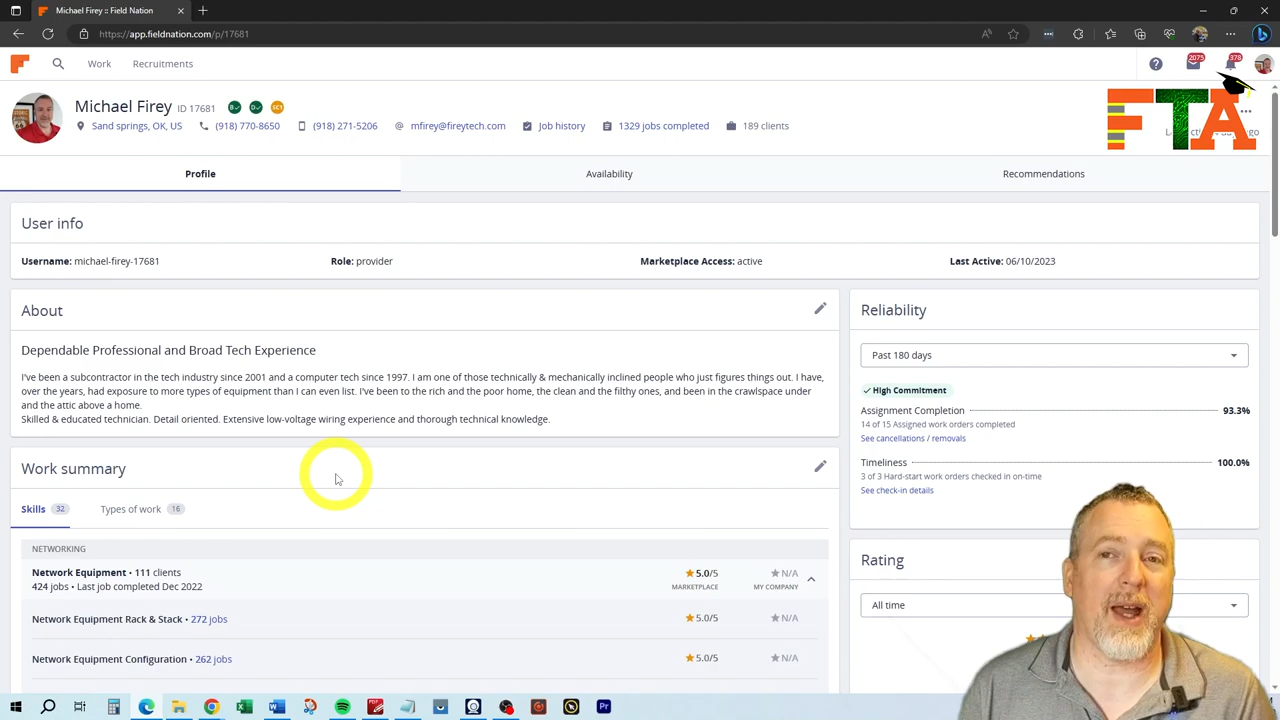 Michael Firey :: Field Nation
https://app.fieldnation.com/p/17681
Work Recruitments
2075 378
Michael Firey ID 17681
Sand springs, OK, US (918) 770-8650 (918) 271-5206 mfirey@fireytech.com Job history 1329 jobs completed 189 clients
FTA
Profile Availability Recommendations
User info
Username: michael-firey-17681 Role: provider Marketplace Access: active Last Active: 06/10/2023
About
Dependable Professional and Broad Tech Experience
I've been a subcontractor in the tech industry since 2001 and a computer tech since 1997. I am one of those technically & mechanically inclined people who just figures things out. I have,
over the years, had exposure to more types of equipment than I can even list. I've been to the rich and the poor home, the clean and the filthy ones, and been in the crawlspace under
and the attic above a home.
Skilled & educated technician. Detail oriented. Extensive low-voltage wiring experience and thorough technical knowledge.
Reliability
Past 180 days
High Commitment
Assignment Completion 93.3%
14 of 15 Assigned work orders completed
See cancellations / removals
Timeliness 100.0%
3 of 3 Hard-start work orders checked in on-time
See check-in details
Work summary
Skills 32 Types of work 16
NETWORKING
Network Equipment • 111 clients
424 jobs • Last job completed Dec 2022
5.0/5 N/A
MARKETPLACE MY COMPANY
Network Equipment Rack & Stack • 272 jobs 5.0/5 N/A
Network Equipment Configuration • 262 jobs 5.0/5 N/A
Rating
All time